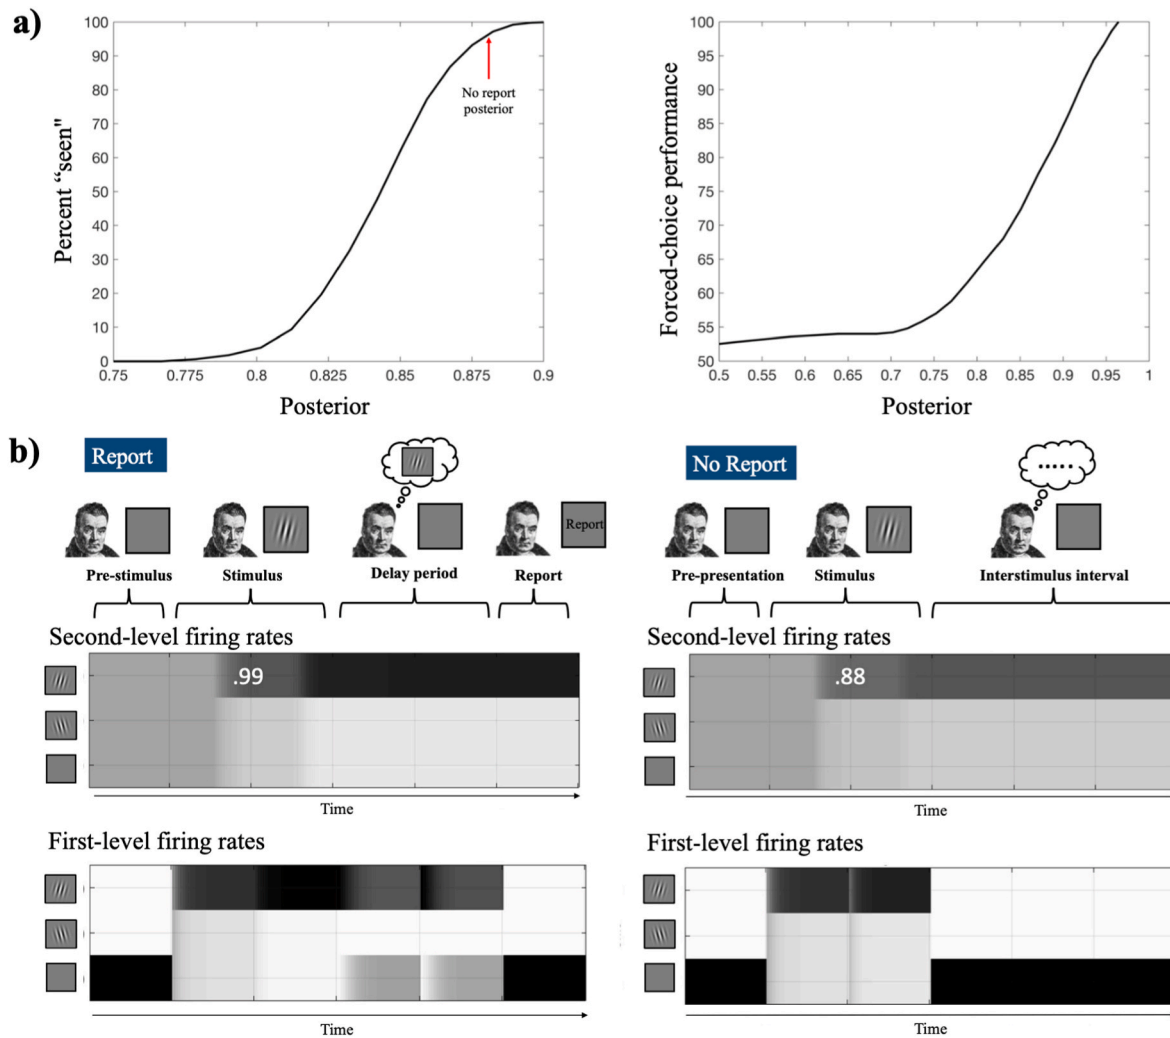 a)
100
90
80
70
60
50
40
30
20
10
0
Percent “seen"
No report
posterior
0.75 0.775 0.8 0.825 0.85 0.875 0.9
Posterior
100
95
90
85
80
75
70
65
60
55
50
Forced-choice performance
0.5 0.55 0.6 0.65 0.7 0.75 0.8 0.85 0.9 0.95 1
Posterior
b)
Report
Report
Pre-stimulus Stimulus Delay period Report
Second-level firing rates
.99
Time
First-level firing rates
Time
No Report
.....
Pre-presentation Stimulus Interstimulus interval
Second-level firing rates
.88
Time
First-level firing rates
Time